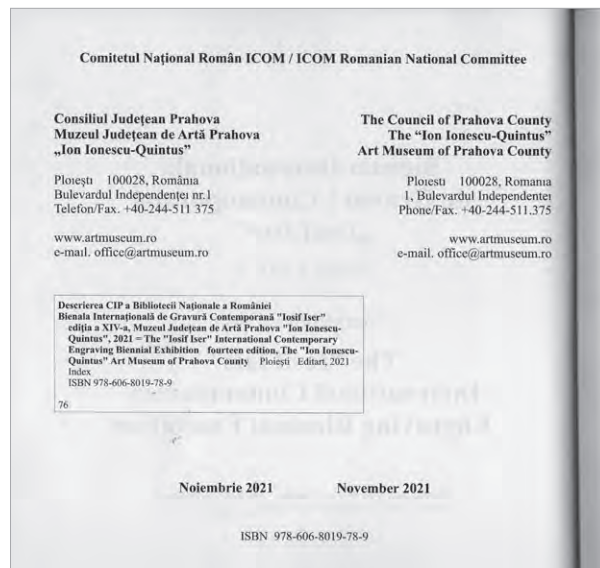 Comitetul Național Român ICOM / ICOM Romanian National Committee
Consiliul Județean Prahova
Muzeul Județean de Artă Prahova
„Ion Ionescu-Quintus”
Ploiești 100028, România
Bulevardul Independenței nr.1
Telefon/Fax. +40-244-511 375
www.artmuseum.ro
e-mail. office@artmuseum.ro
The Council of Prahova County
The “Ion Ionescu-Quintus”
Art Museum of Prahova County
Ploiesti 100028, Romania
1, Bulevardul Independentei
Phone/Fax. +40-244-511.375
www.artmuseum.ro
e-mail. office@artmuseum.ro
Descrierea CIP a Bibliotecii Naționale a României
Bienala Internațională de Gravură Contemporană "Iosif Iser"
ediția a XIV-a, Muzeul Județean de Artă Prahova "Ion Ionescu-
Quintus", 2021 = The "Iosif Iser" International Contemporary
Engraving Biennial Exhibition fourteen edition, The "Ion Ionescu-
Quintus" Art Museum of Prahova County Ploiești Editart, 2021
Index
ISBN 978-606-8019-78-9
76
Noiembrie 2021 November 2021
ISBN 978-606-8019-78-9